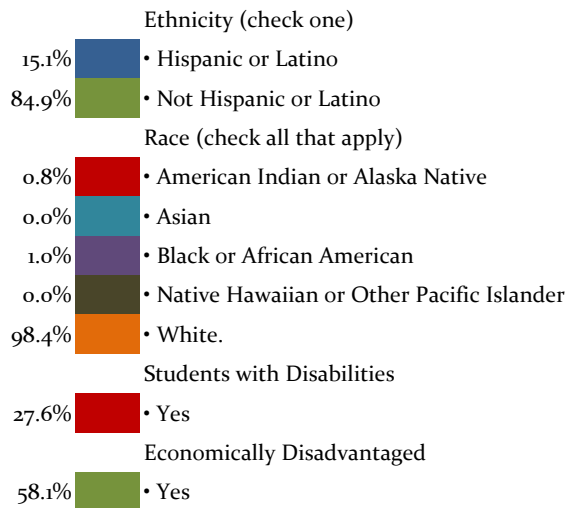 Ethnicity (check one)
15.1% • Hispanic or Latino
84.9% • Not Hispanic or Latino
Race (check all that apply)
0.8% • American Indian or Alaska Native
0.0% • Asian
1.0% • Black or African American
0.0% • Native Hawaiian or Other Pacific Islander
98.4% • White.
Students with Disabilities
27.6% • Yes
Economically Disadvantaged
58.1% • Yes